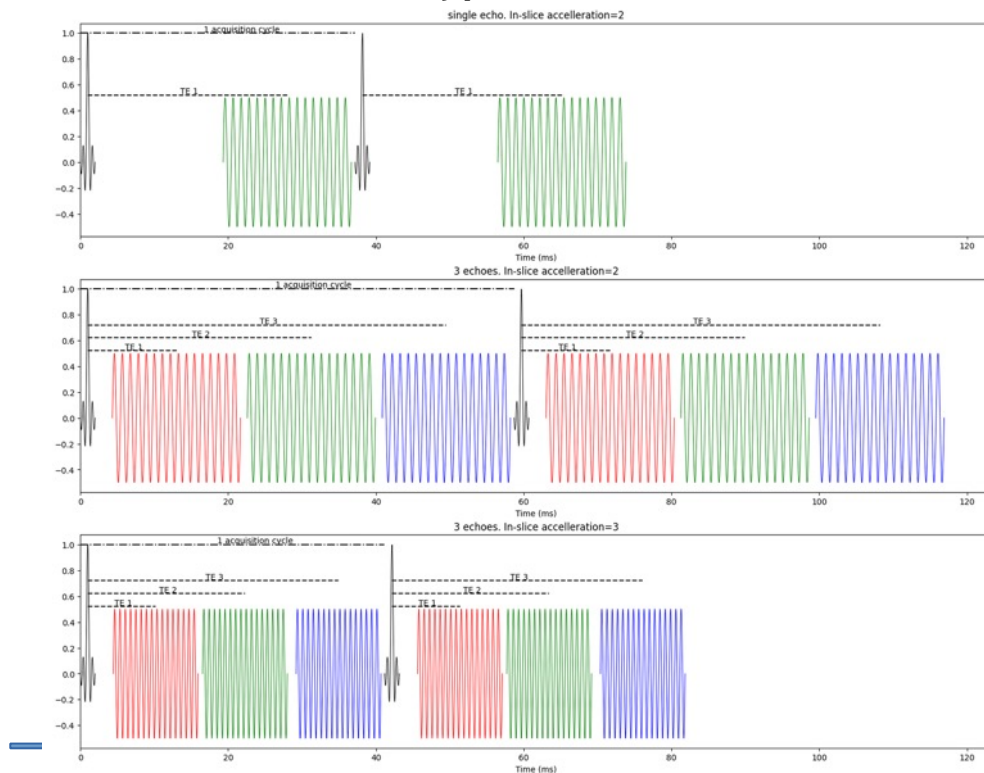 single echo. In-slice accelleration=2
1 acquisition cycle
1.0
0.8
0.6
TE 1
TE 1
0.4
0.2
0.0
−0.2
−0.4
0
20
40
60
80
100
120
Time (ms)
3 echoes. In-slice accelleration=2
1 acquisition cycle
1.0
0.8
TE 3
TE 3
TE 2
TE 2
0.6
TE 1
TE 1
0.4
0.2
0.0
−0.2
−0.4
0
20
40
60
80
100
120
Time (ms)
3 echoes. In-slice accelleration=3
1 acquisition cycle
1.0
0.8
TE 3
TE 3
TE 2
TE 2
0.6
TE 1
TE 1
0.4
0.2
0.0
−0.2
−0.4
0
20
40
60
80
100
120
Time (ms)